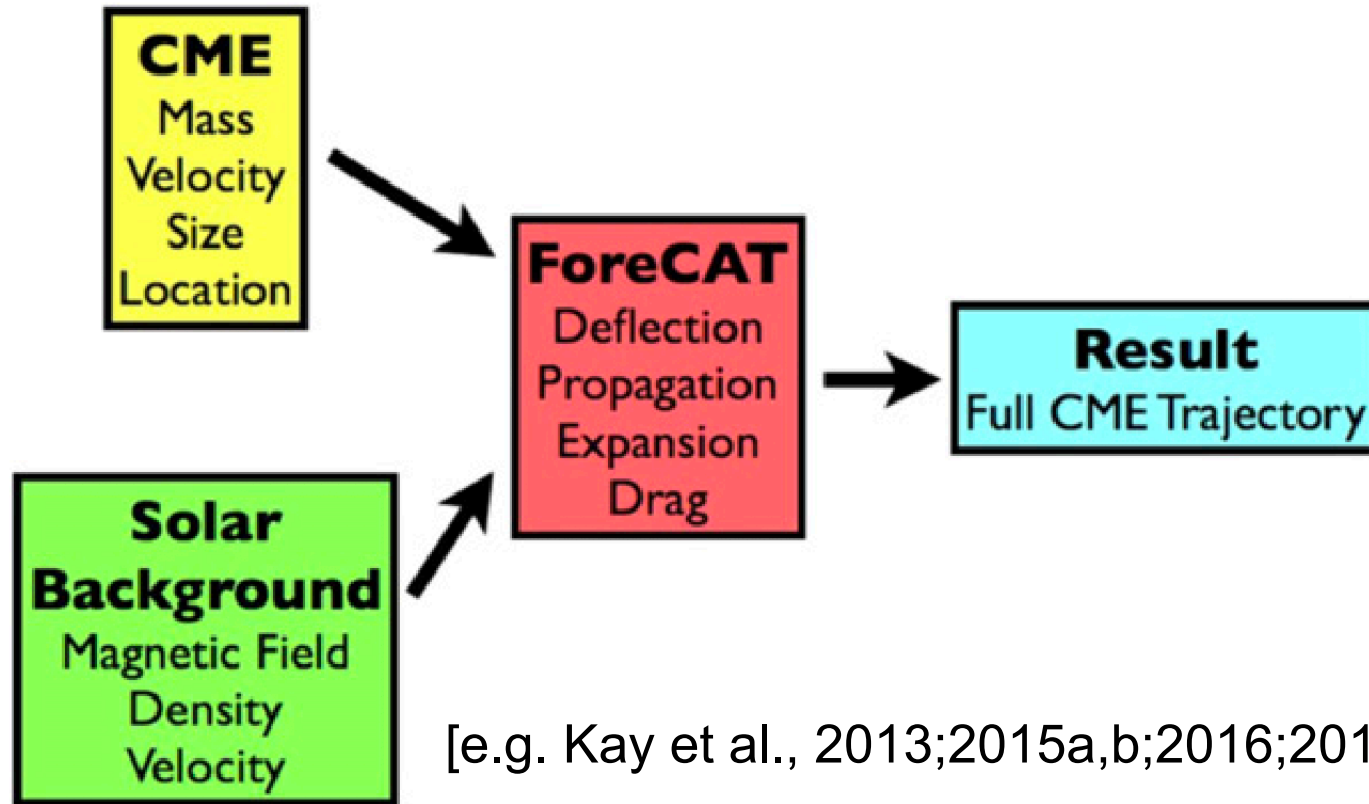 CME
Mass
Velocity
Size
Location
ForeCAT
Deflection
Propagation
Expansion
Drag
Result
Full CME Trajectory
Solar
Background
Magnetic Field
Density
Velocity
[e.g. Kay et al., 2013;2015a,b;2016;201